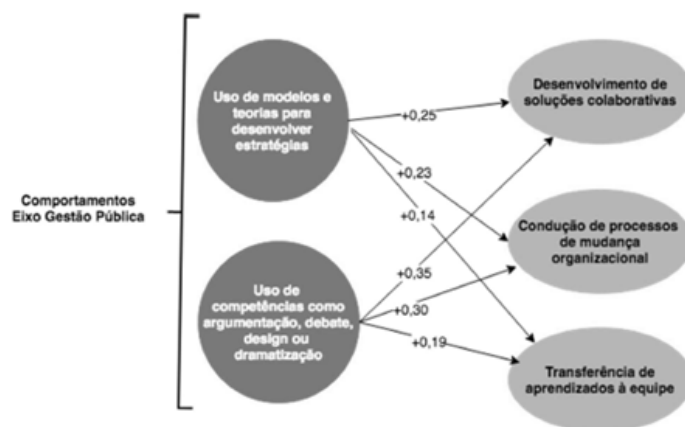 Comportamentos
Eixo Gestão Pública
Uso de modelos e
teorias para
desenvolver
estratégias
Uso de
competências como
argumentação, debate,
design ou
dramatização
+0,25
+0,23
+0,14
+0,35
+0,30
+0,19
Desenvolvimento de
soluções colaborativas
Condução de processos
de mudança
organizacional
Transferência de
aprendizados à equipe